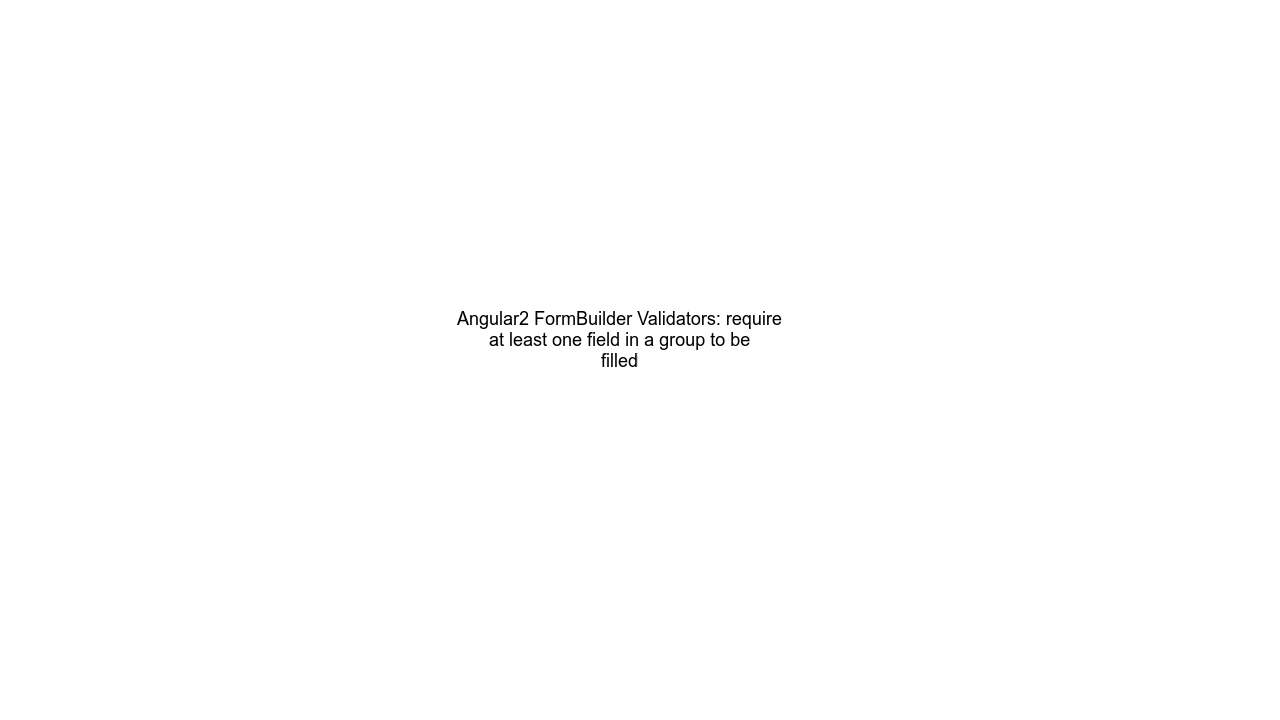 Angular2 FormBuilder Validators: require
at least one field in a group to be
filled